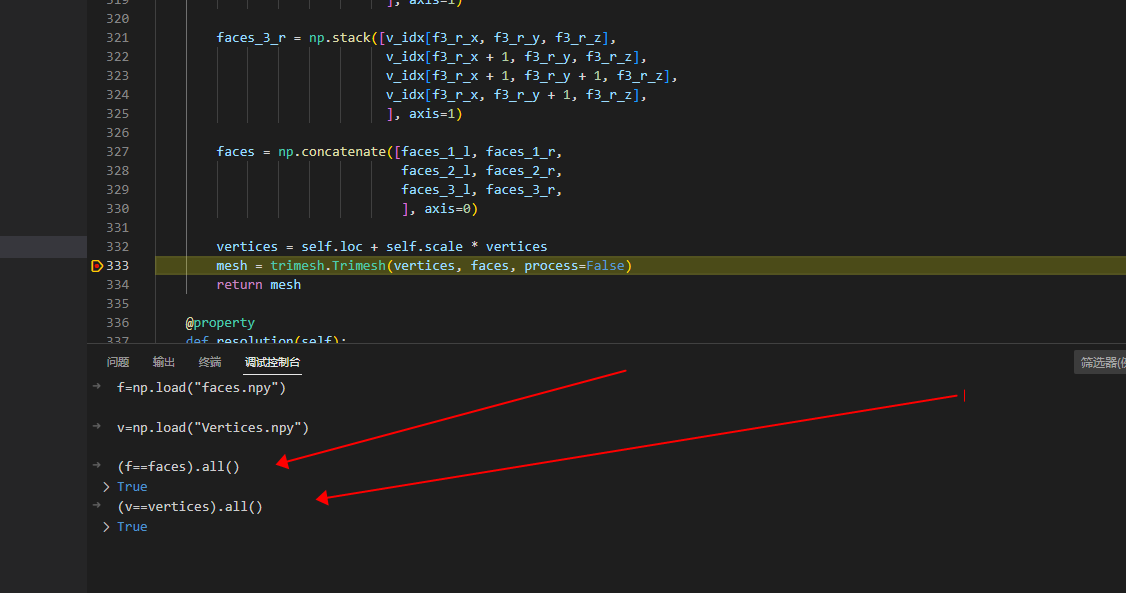 319 ], axis=1)
320
321 faces_3_r = np.stack([v_idx[f3_r_x, f3_r_y, f3_r_z],
322 v_idx[f3_r_x + 1, f3_r_y, f3_r_z],
323 v_idx[f3_r_x + 1, f3_r_y + 1, f3_r_z],
324 v_idx[f3_r_x, f3_r_y + 1, f3_r_z],
325 ], axis=1)
326
327 faces = np.concatenate([faces_1_l, faces_1_r,
328 faces_2_l, faces_2_r,
329 faces_3_l, faces_3_r,
330 ], axis=0)
331
332 vertices = self.loc + self.scale * vertices
333 mesh = trimesh.Trimesh(vertices, faces, process=False)
334 return mesh
335
336 @property
337 def resolution(self):
问题 输出 终端 调试控制台 筛选器(
f=np.load("faces.npy")
v=np.load("Vertices.npy")
(f==faces).all()
True
(v==vertices).all()
True